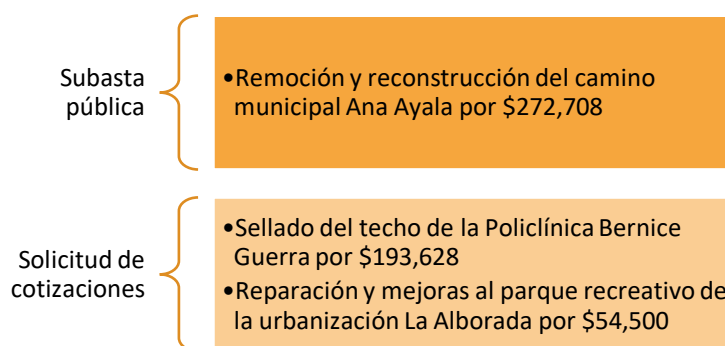 Subasta
pública
•Remoción y reconstrucción del camino
municipal Ana Ayala por $272,708
Solicitud de
cotizaciones
•Sellado del techo de la Policlínica Bernice
Guerra por $193,628
•Reparación y mejoras al parque recreativo de
la urbanización La Alborada por $54,500